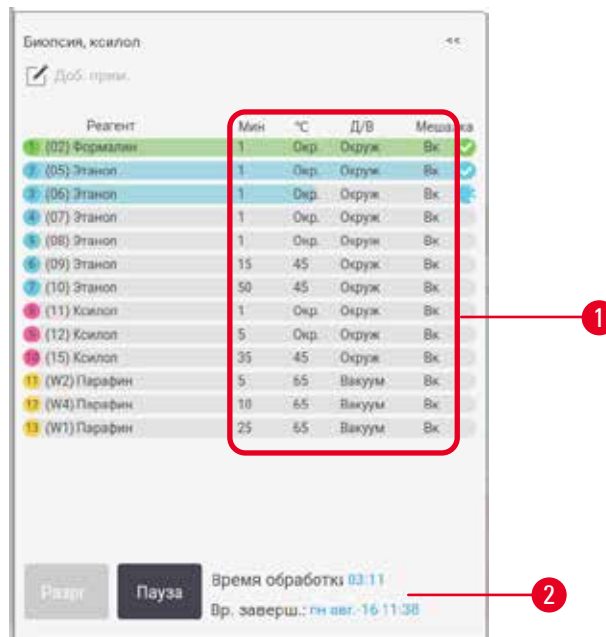 Биопсия, ксилол <<
Доб. прим.
Реагент Мин °C Д/В Мешалка
1 (02) Формалин 1 Окр. Окруж Вк
2 (05) Этанол 1 Окр. Окруж Вк
3 (06) Этанол 1 Окр. Окруж Вк
4 (07) Этанол 1 Окр. Окруж Вк
5 (08) Этанол 1 Окр. Окруж Вк
6 (09) Этанол 15 45 Окруж Вк
7 (10) Этанол 50 45 Окруж Вк
8 (11) Ксилол 1 Окр. Окруж Вк
9 (12) Ксилол 5 Окр. Окруж Вк
10 (15) Ксилол 35 45 Окруж Вк
11 (W2) Парафин 5 65 Вакуум Вк
12 (W4) Парафин 10 65 Вакуум Вк
13 (W1) Парафин 25 65 Вакуум Вк
1
Разгр. Пауза
Время обработки 03:11
Вр. заверш.: пн авг. 16 11:38
2